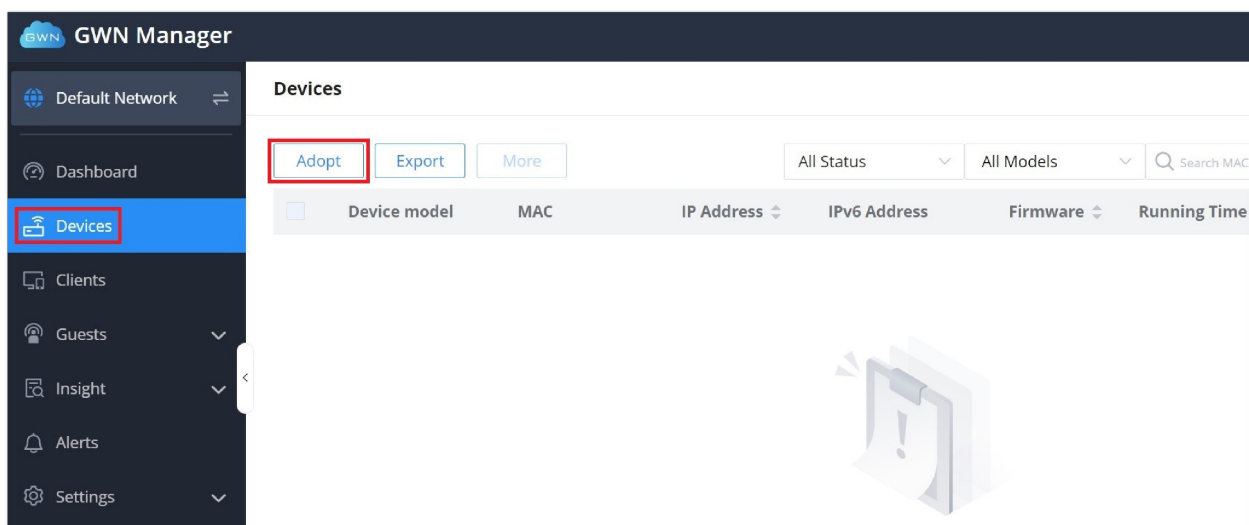 GWN GWN Manager
Default Network
Devices
Adopt Export More All Status All Models Search MAC
Dashboard
Device model MAC IP Address IPv6 Address Firmware Running Time
Devices
Clients
Guests
Insight
Alerts
Settings